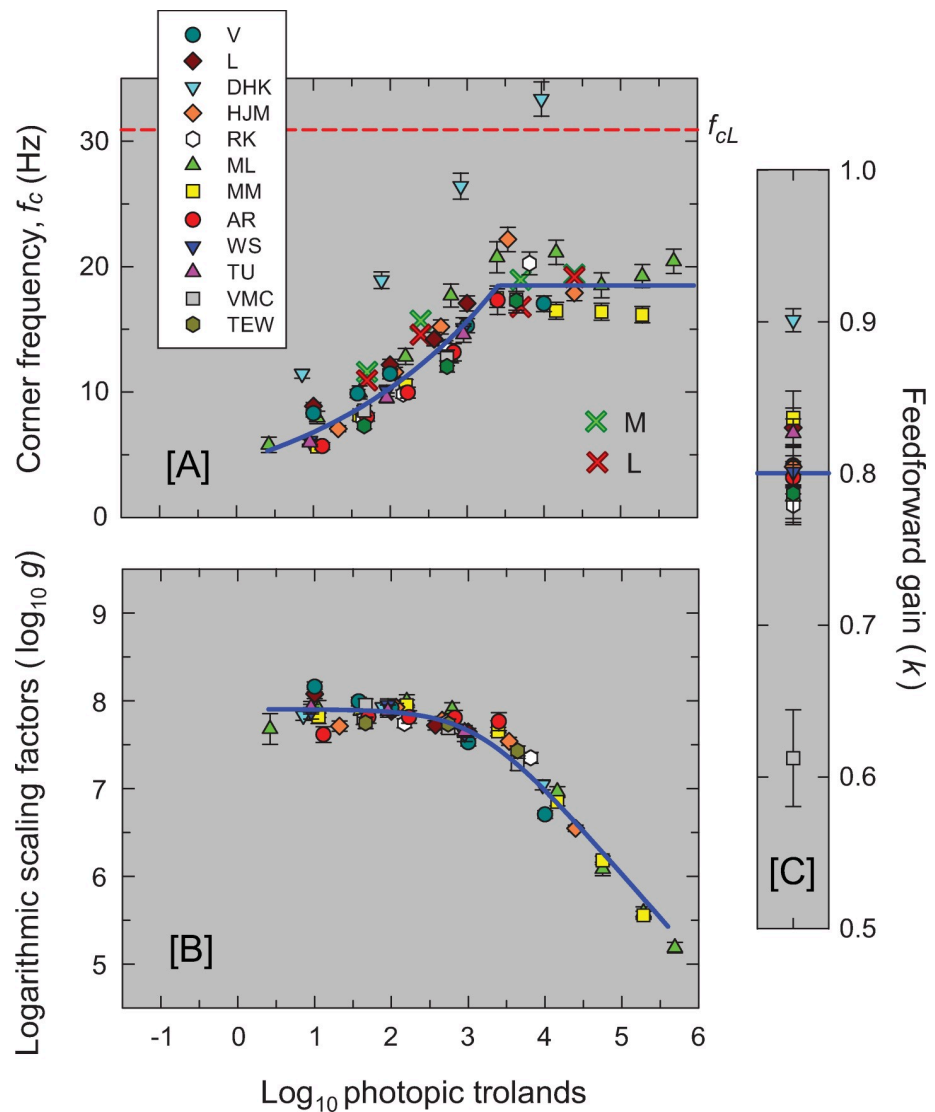 V
L
DHK
HJM
RK
ML
MM
AR
WS
TU
VMC
TEW
Corner frequency, fc (Hz)
30
20
10
0
fcL
[A]
M
L
Logarithmic scaling factors (log10 g)
9
8
7
6
5
[B]
-1 0 1 2 3 4 5 6
Log10 photopic trolands
1.0
0.9
0.8
0.7
0.6
0.5
[C]
Feedforward gain (k)